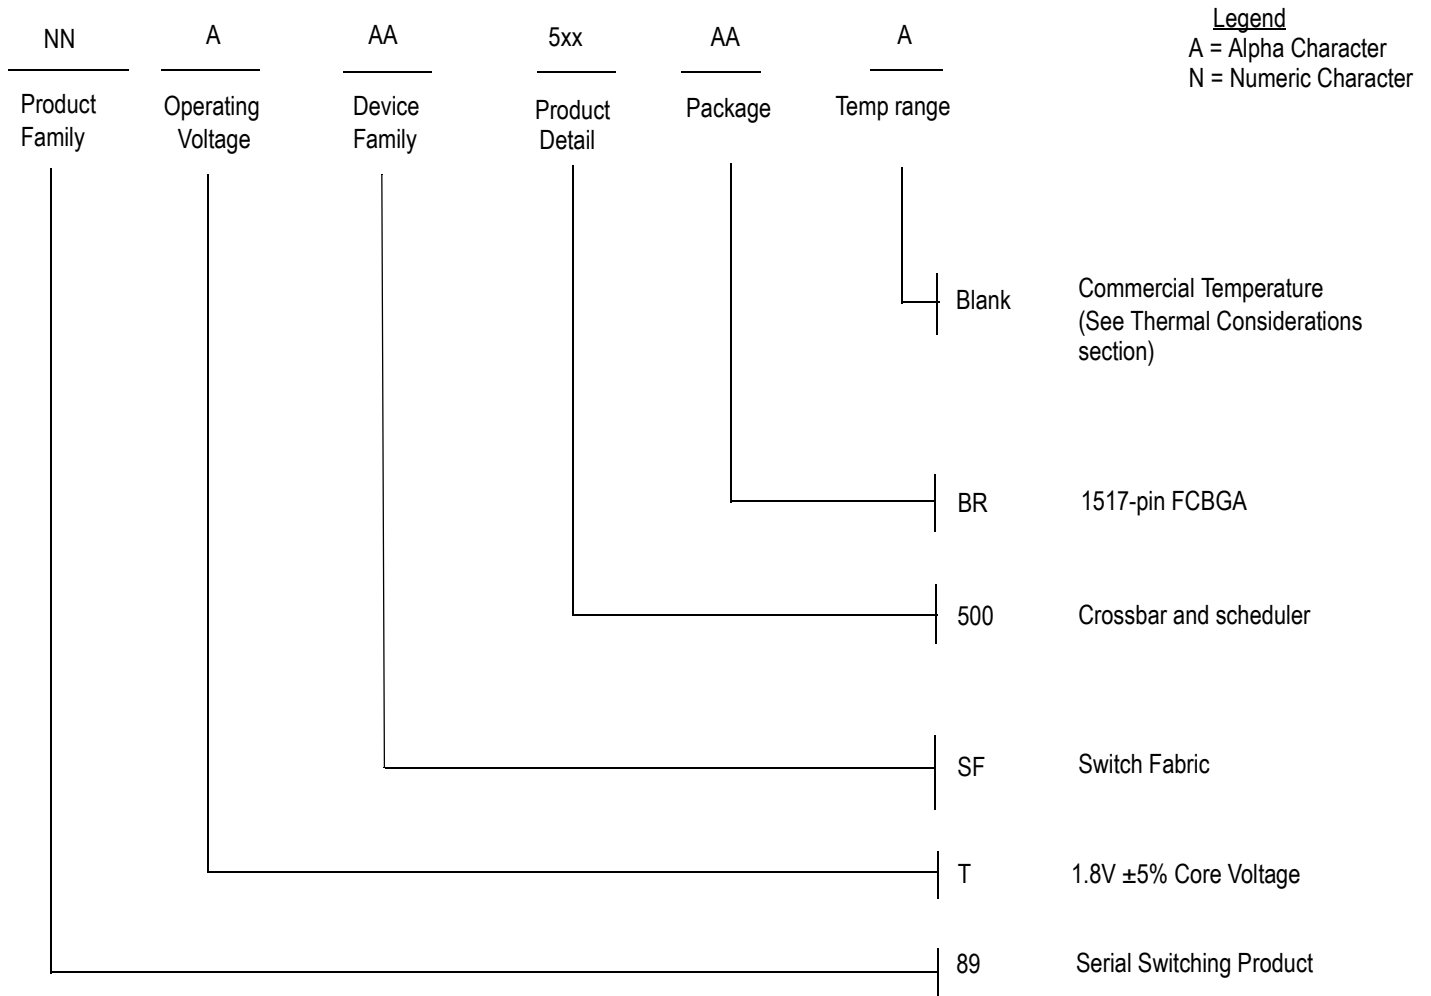 NN A AA 5xx AA A
Legend
A = Alpha Character
N = Numeric Character
Product
Family
Operating
Voltage
Device
Family
Product
Detail
Package
Temp range
Blank
Commercial Temperature
(See Thermal Considerations
section)
BR
1517-pin FCBGA
500
Crossbar and scheduler
SF
Switch Fabric
T
1.8V ±5% Core Voltage
89
Serial Switching Product